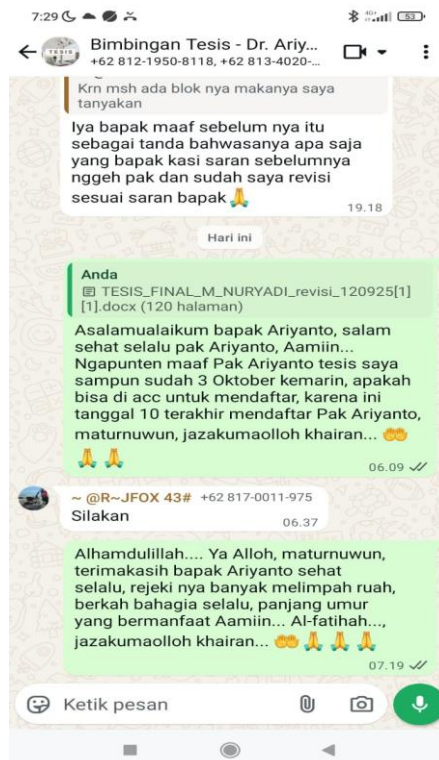 7:29
4G+
53
TESIS
Bimbingan Tesis - Dr. Ariy...
+62 812-1950-8118, +62 813-4020-...
Krn msh ada blok nya makanya saya
tanyakan
Iya bapak maaf sebelum nya itu
sebagai tanda bahwasanya apa saja
yang bapak kasi saran sebelumnya
nggeh pak dan sudah saya revisi
sesuai saran bapak 🙏
19.18
Hari ini
Anda
TESIS_FINAL_M_NURYADI_revisi_120925[1]
[1].docx (120 halaman)
Asalamualaikum bapak Ariyanto, salam
sehat selalu pak Ariyanto, Aamiin...
Ngapunten maaf Pak Ariyanto tesis saya
sampun sudah 3 Oktober kemarin, apakah
bisa di acc untuk mendaftar, karena ini
tanggal 10 terakhir mendaftar Pak Ariyanto,
maturnuwun, jazakumaolloh khairan... 🤲
🙏 🙏
06.09
~ @R~JFOX 43# +62 817-0011-975
Silakan
06.37
Alhamdulillah.... Ya Alloh, maturnuwun,
terimakasih bapak Ariyanto sehat
selalu, rejeki nya banyak melimpah ruah,
berkah bahagia selalu, panjang umur
yang bermanfaat Aamiin... Al-fatihah...,
jazakumaolloh khairan... 🤲 🙏 🙏 🙏
07.19
Ketik pesan